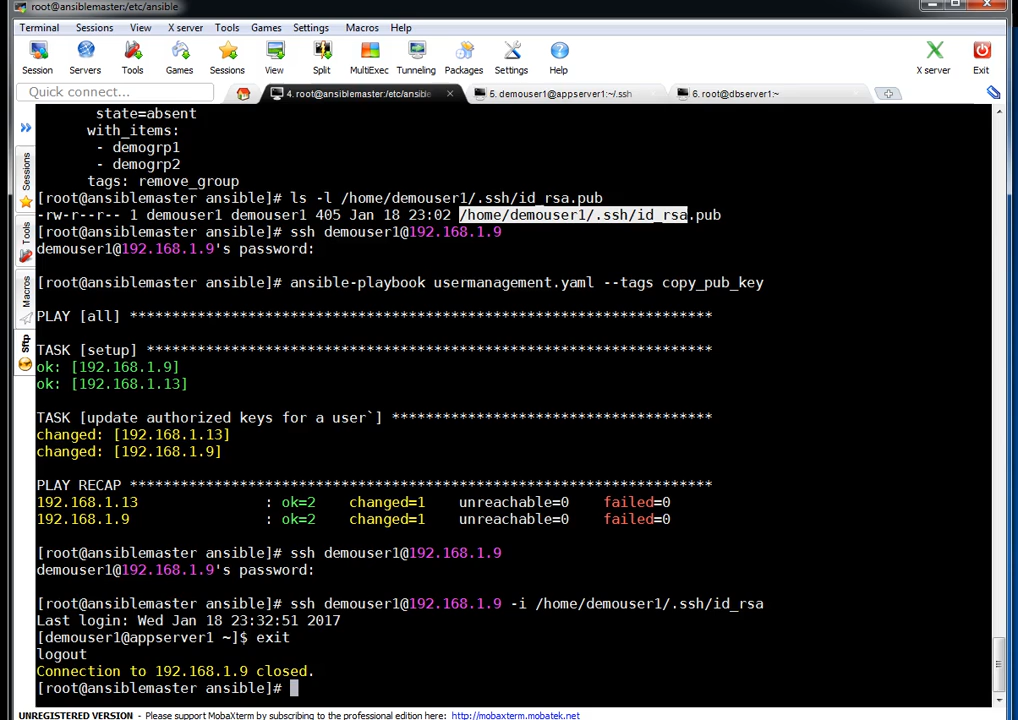 root@ansiblemaster:/etc/ansible
Terminal Sessions View X server Tools Games Settings Macros Help
Session Servers Tools Games Sessions View Split MultiExec Tunneling Packages Settings Help X server Exit
Quick connect... 4. root@ansiblemaster:/etc/ansible 5. demouser1@appserver1:~/.ssh 6. root@dbserver1:~
Sessions
Tools
Macros
Sftp
state=absent
with_items:
- demogrp1
- demogrp2
tags: remove_group
[root@ansiblemaster ansible]# ls -l /home/demouser1/.ssh/id_rsa.pub
-rw-r--r-- 1 demouser1 demouser1 405 Jan 18 23:02 /home/demouser1/.ssh/id_rsa.pub
[root@ansiblemaster ansible]# ssh demouser1@192.168.1.9
demouser1@192.168.1.9's password:
[root@ansiblemaster ansible]# ansible-playbook usermanagement.yaml --tags copy_pub_key
PLAY [all] *********************************************************************
TASK [setup] *******************************************************************
ok: [192.168.1.9]
ok: [192.168.1.13]
TASK [update authorized keys for a user`] **************************************
changed: [192.168.1.13]
changed: [192.168.1.9]
PLAY RECAP *********************************************************************
192.168.1.13 : ok=2 changed=1 unreachable=0 failed=0
192.168.1.9 : ok=2 changed=1 unreachable=0 failed=0
[root@ansiblemaster ansible]# ssh demouser1@192.168.1.9
demouser1@192.168.1.9's password:
[root@ansiblemaster ansible]# ssh demouser1@192.168.1.9 -i /home/demouser1/.ssh/id_rsa
Last login: Wed Jan 18 23:32:51 2017
[demouser1@appserver1 ~]$ exit
logout
Connection to 192.168.1.9 closed.
[root@ansiblemaster ansible]#
UNREGISTERED VERSION - Please support MobaXterm by subscribing to the professional edition here: http://mobaxterm.mobatek.net